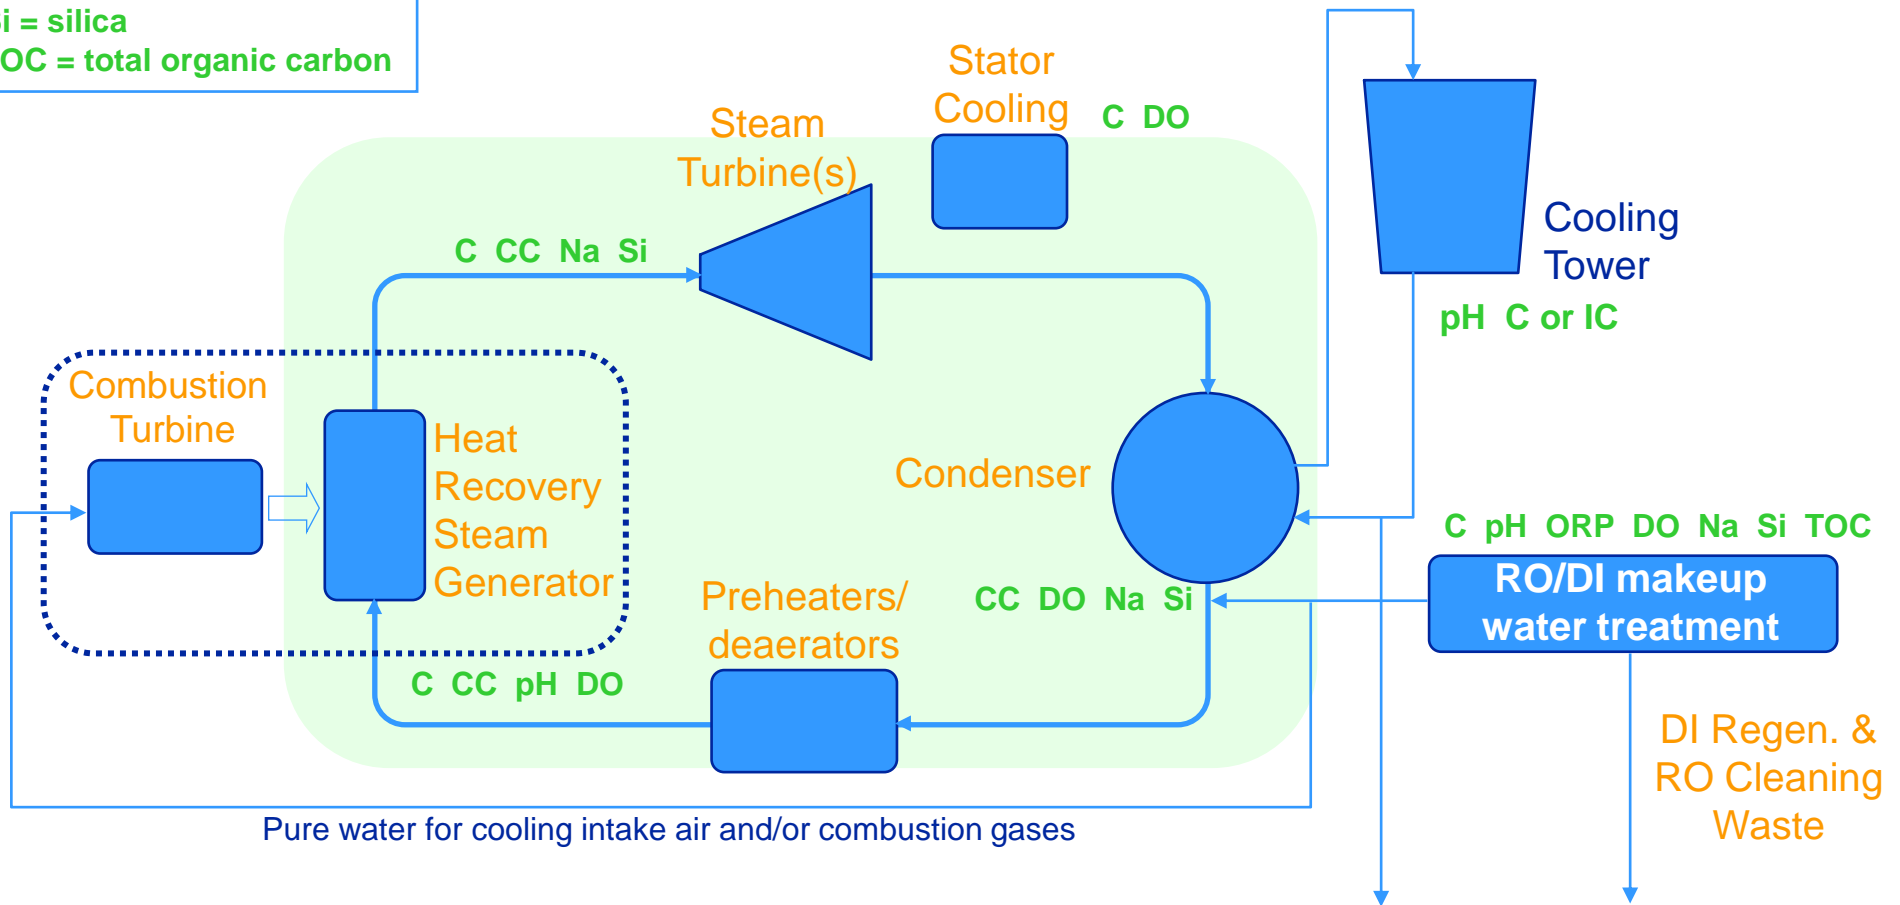 = silica
= total organic carbon
Stator
Cooling
C DO
Steam
Turbine(s)
C CC Na Si
Cooling
Tower
pH C or IC
Combustion
Turbine
Heat
Recovery
Steam
Generator
Condenser
C pH ORP DO Na Si TOC
RO/DI makeup
water treatment
Preheaters/
deaerators
CC DO Na Si
C CC pH DO
DI Regen. &
RO Cleaning
Waste
Pure water for cooling intake air and/or combustion gases